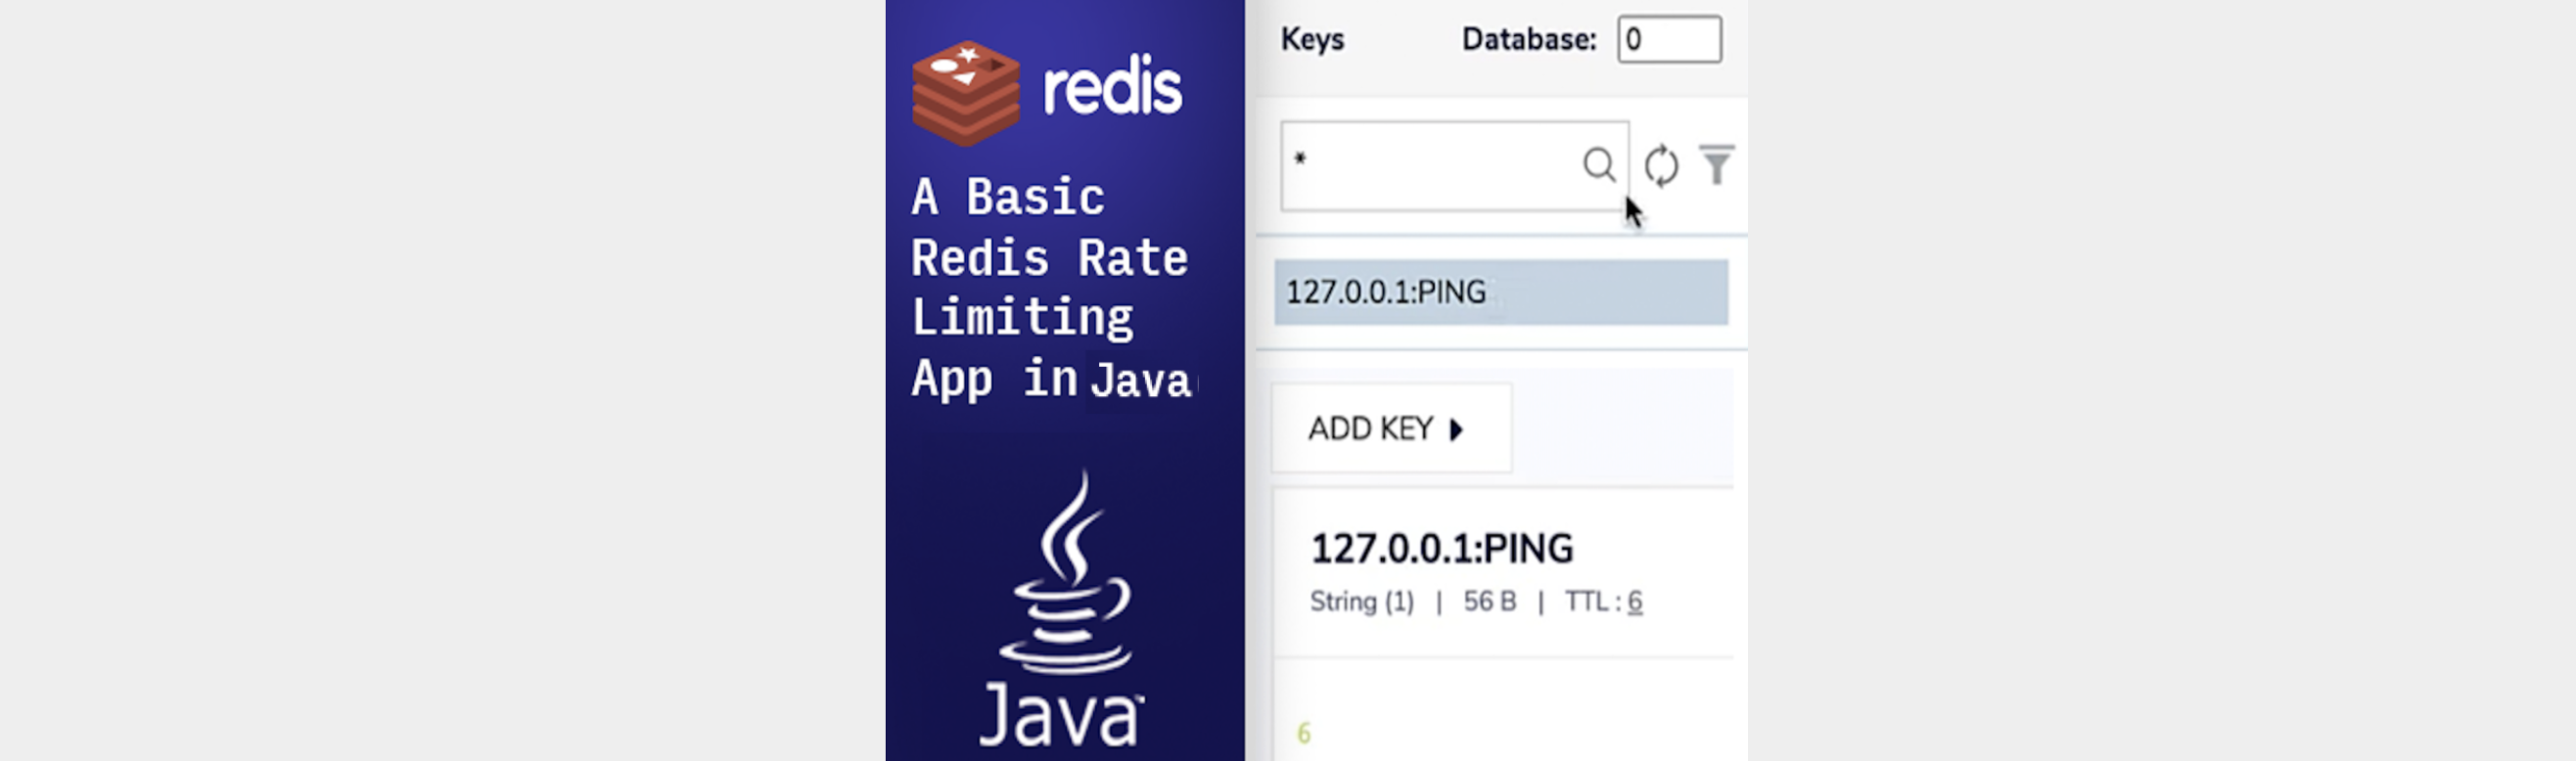 redis
A Basic
Redis Rate
Limiting
App in Java
Java
Keys Database: 0
*
127.0.0.1:PING
ADD KEY
127.0.0.1:PING
String (1) | 56 B | TTL : 6
6